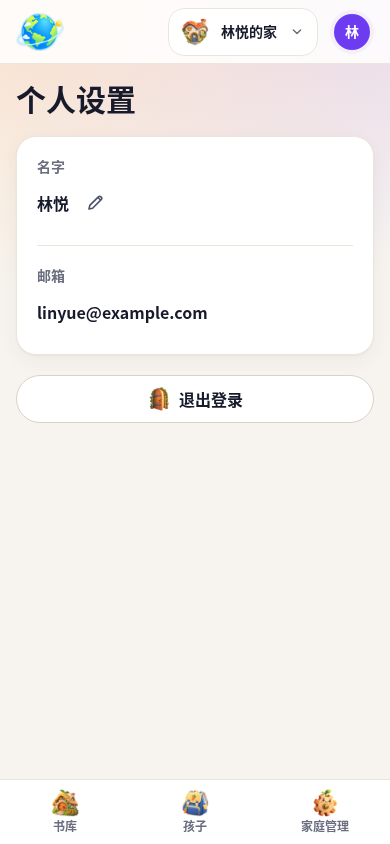 林悦的家
林
个人设置
名字
林悦
邮箱
linyue@example.com
退出登录
书库
孩子
家庭管理